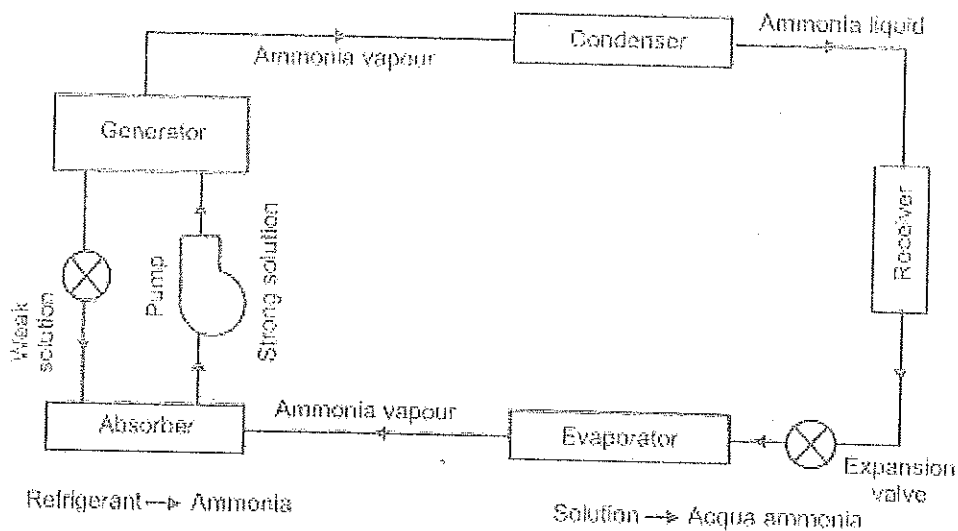 Condenser
Ammonia liquid
Ammonia vapour
Generator
Receiver
Pump
Strong solution
Weak
solution
Absorber
Ammonia vapour
Evaporator
Expansion
valve
Refrigerant → Ammonia
Solution → Acqua ammonia